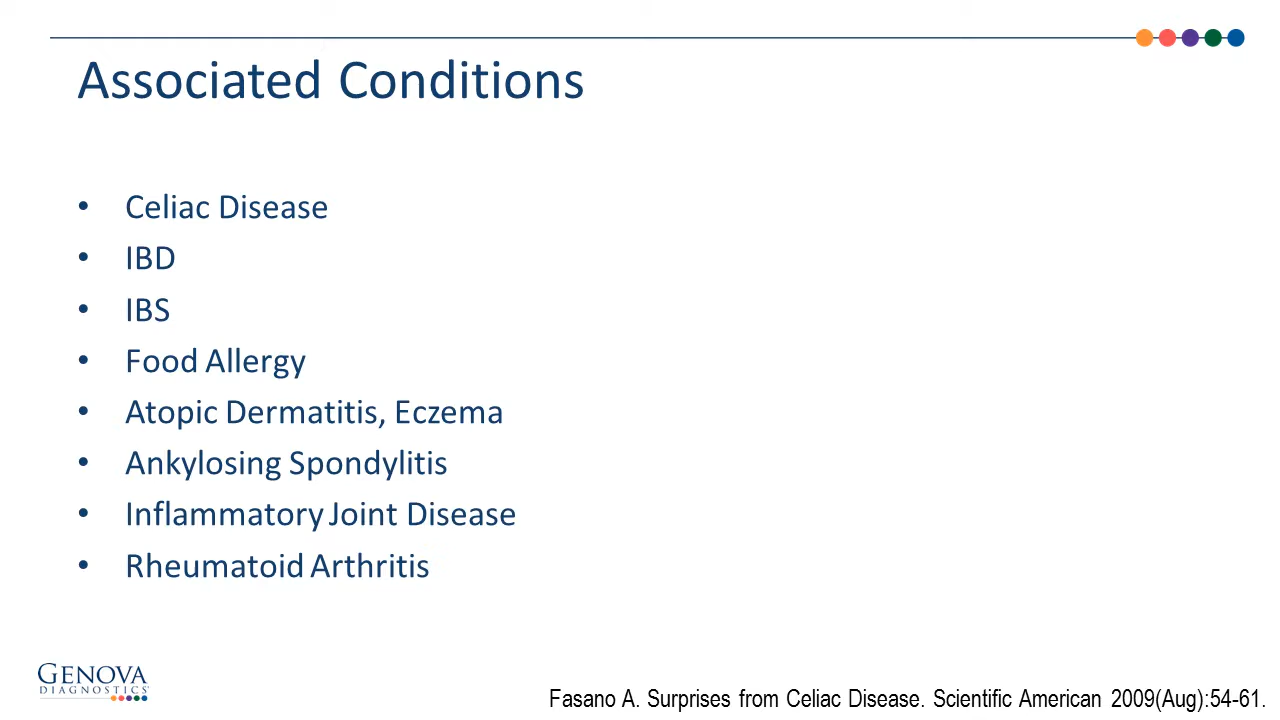 Associated Conditions
• Celiac Disease
• IBD
• IBS
• Food Allergy
• Atopic Dermatitis, Eczema
• Ankylosing Spondylitis
• Inflammatory Joint Disease
• Rheumatoid Arthritis
GENOVA
DIAGNOSTICS
Fasano A. Surprises from Celiac Disease. Scientific American 2009(Aug):54-61.